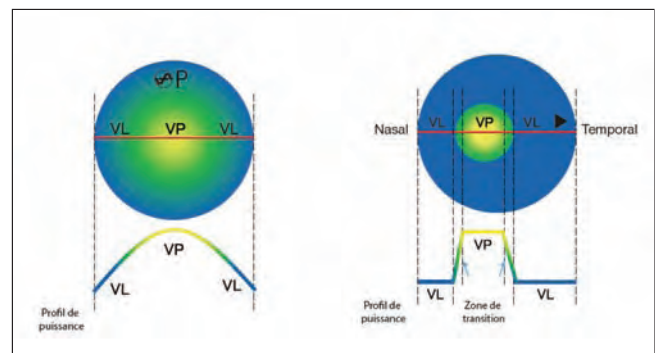 P
VL VP VL
VP
VL VL
Profil de
puissance
Nasal VL VP VL Temporal
VP
VL VL
Profil de
puissance
Zone de
transition